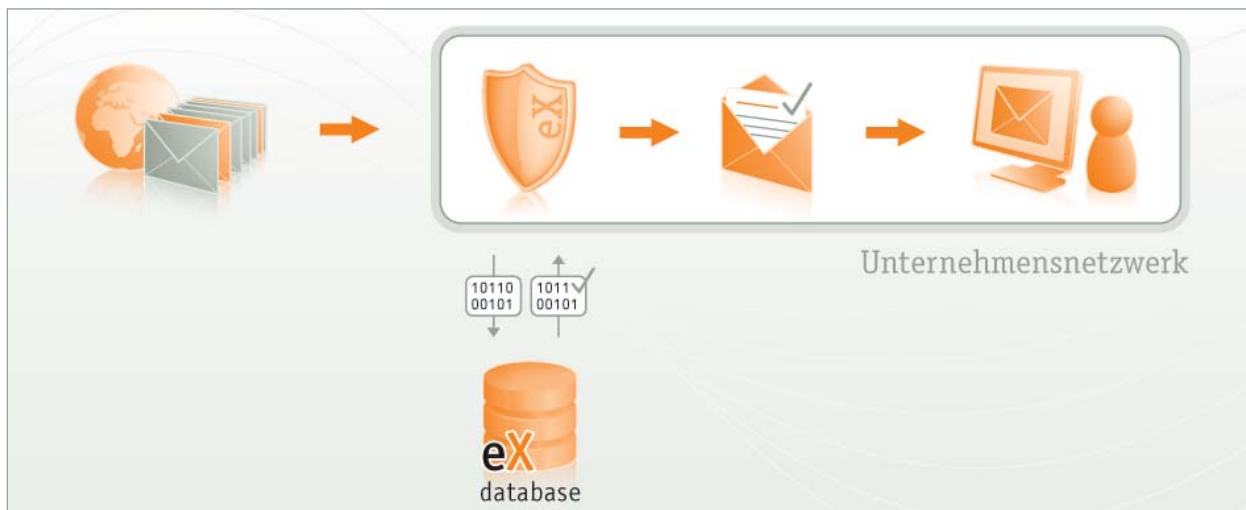 eX
Unternehmensnetzwerk
10110
00101
1011
00101
eX
database